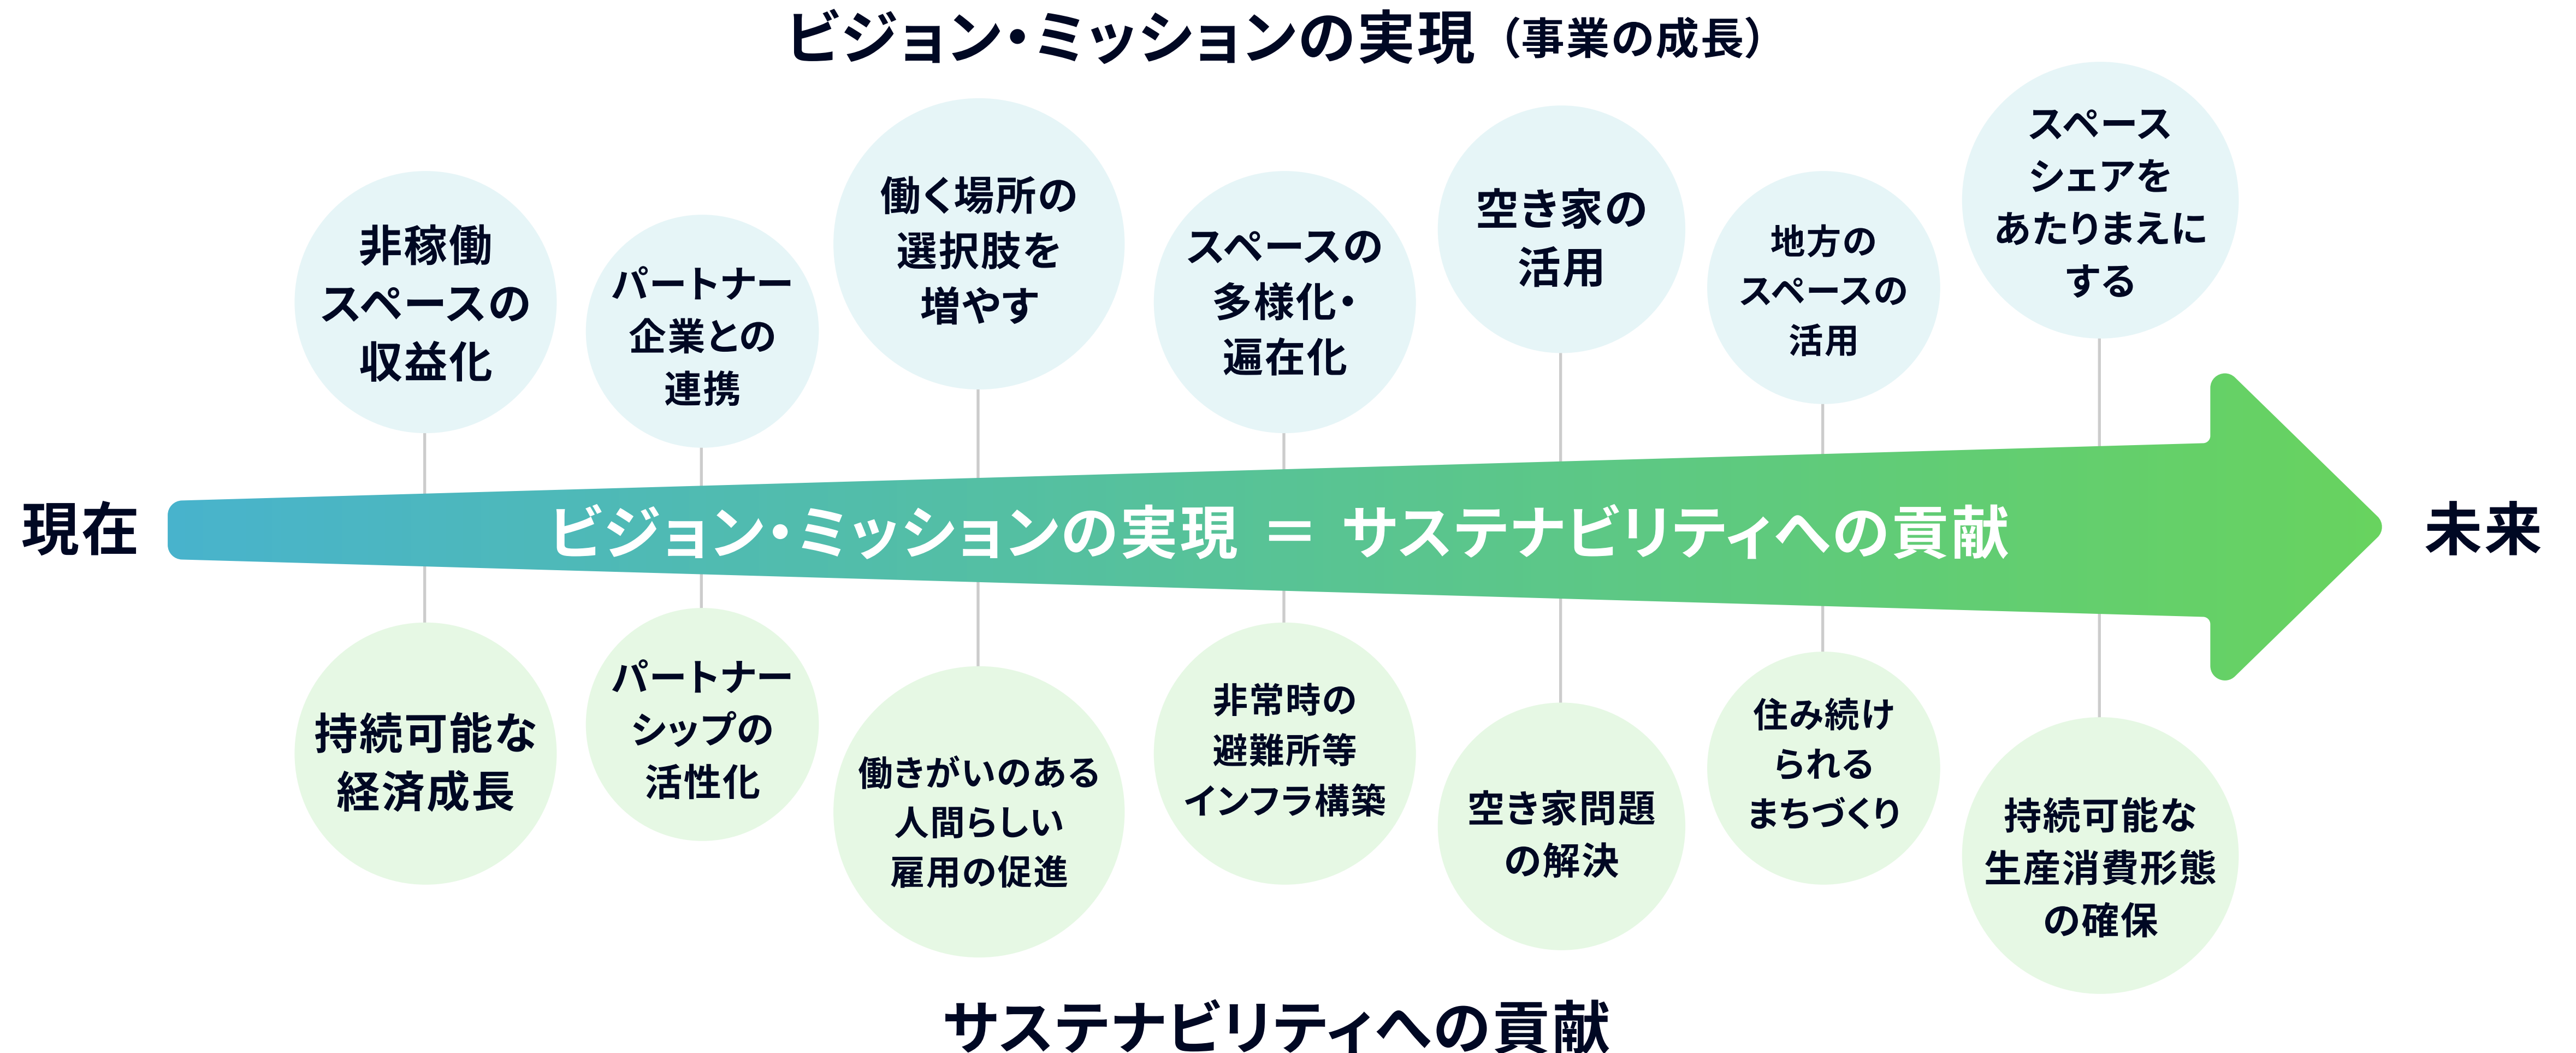 ビジョン・ミッションの実現（事業の成長）
非稼働
スペースの
収益化
パートナー
企業との
連携
働く場所の
選択肢を
増やす
スペースの
多様化・
遍在化
空き家の
活用
地方の
スペースの
活用
スペース
シェアを
あたりまえに
する
現在
ビジョン・ミッションの実現 ＝ サステナビリティへの貢献
未来
持続可能な
経済成長
パートナー
シップの
活性化
働きがいのある
人間らしい
雇用の促進
非常時の
避難所等
インフラ構築
空き家問題
の解決
住み続け
られる
まちづくり
持続可能な
生産消費形態
の確保
サステナビリティへの貢献